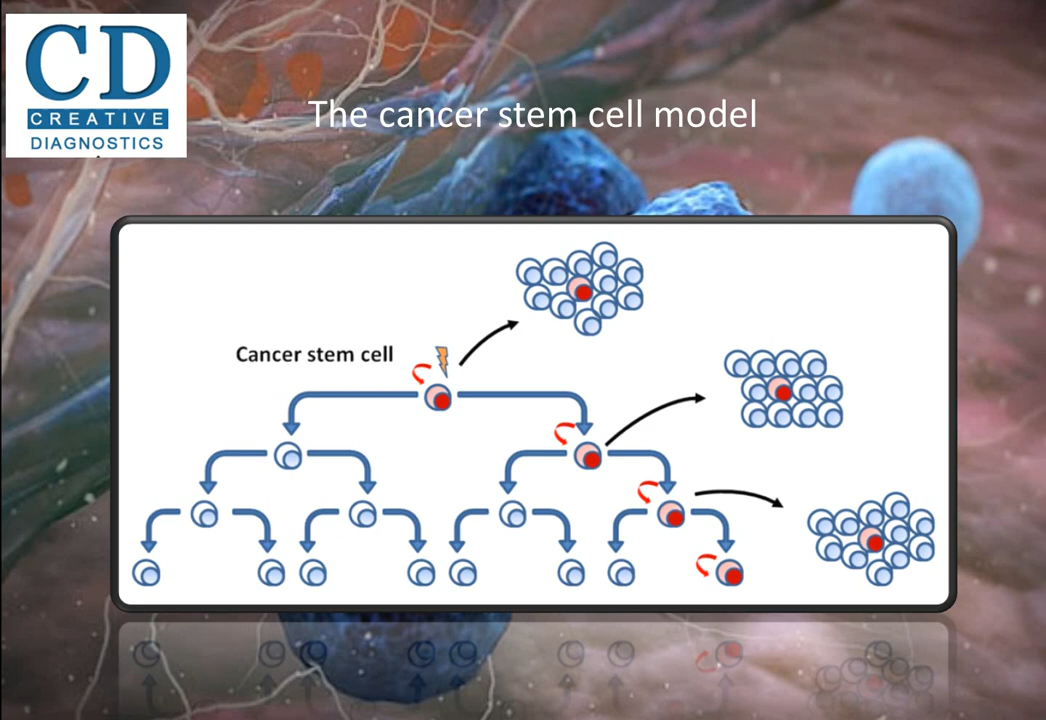 CD
CREATIVE
DIAGNOSTICS
The cancer stem cell model
Cancer stem cell